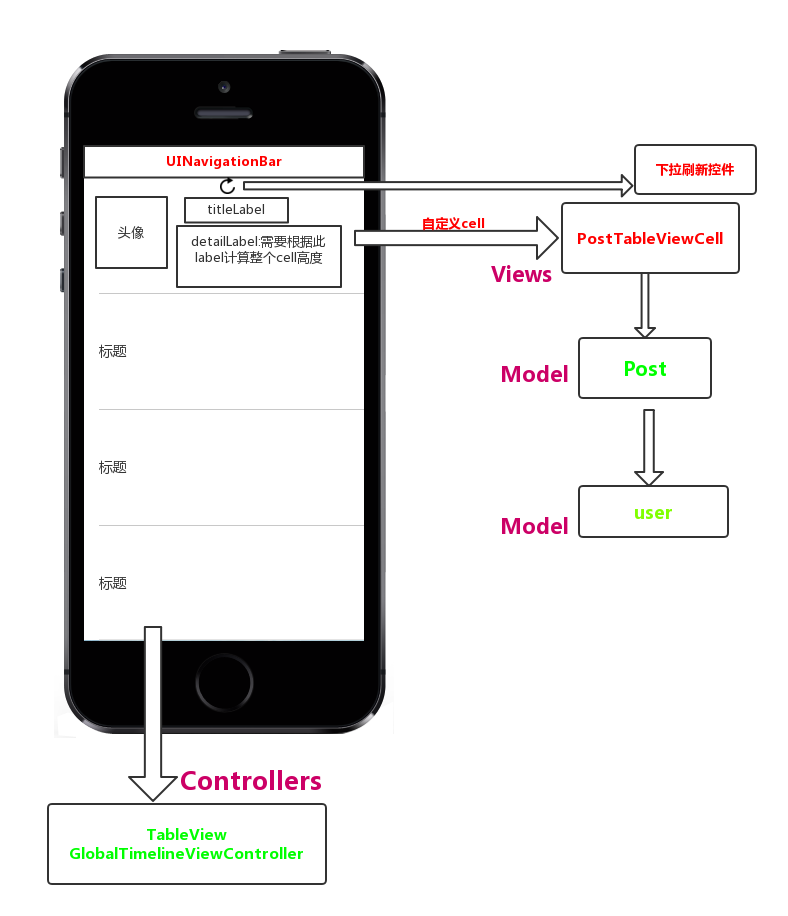 UINavigationBar
下拉刷新控件
头像
titleLabel
detailLabel:需要根据此
label计算整个cell高度
自定义cell
PostTableViewCell
Views
标题
Model
Post
标题
Model
user
标题
Controllers
TableView
GlobalTimelineViewController